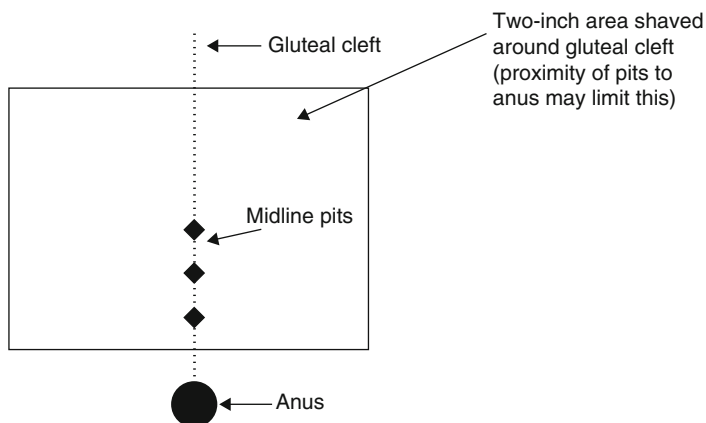 Gluteal cleft
Two-inch area shaved
around gluteal cleft
(proximity of pits to
anus may limit this)
Midline pits
Anus